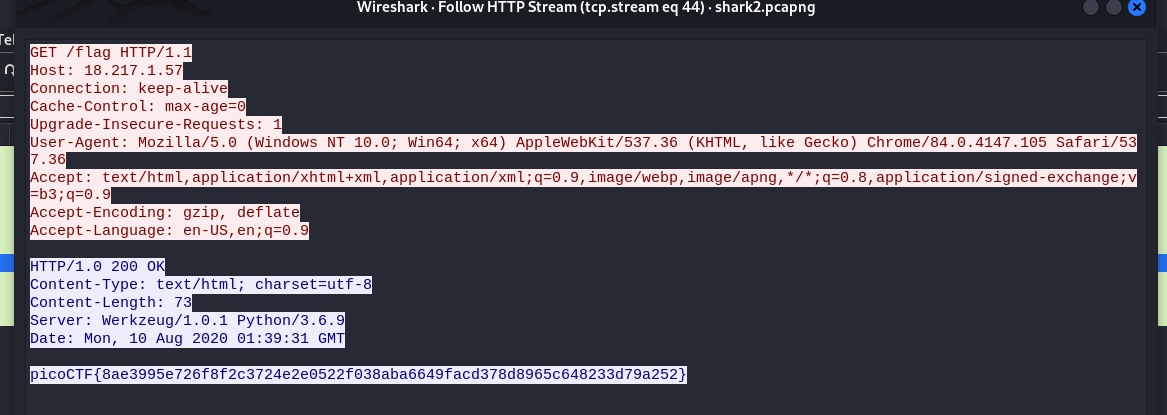 Wireshark · Follow HTTP Stream (tcp.stream eq 44) · shark2.pcapng
Tel
GET /flag HTTP/1.1
Host: 18.217.1.57
Connection: keep-alive
Cache-Control: max-age=0
Upgrade-Insecure-Requests: 1
User-Agent: Mozilla/5.0 (Windows NT 10.0; Win64; x64) AppleWebKit/537.36 (KHTML, like Gecko) Chrome/84.0.4147.105 Safari/53
7.36
Accept: text/html,application/xhtml+xml,application/xml;q=0.9,image/webp,image/apng,*/*;q=0.8,application/signed-exchange;v
=b3;q=0.9
Accept-Encoding: gzip, deflate
Accept-Language: en-US,en;q=0.9
HTTP/1.0 200 OK
Content-Type: text/html; charset=utf-8
Content-Length: 73
Server: Werkzeug/1.0.1 Python/3.6.9
Date: Mon, 10 Aug 2020 01:39:31 GMT
picoCTF{8ae3995e726f8f2c3724e2e0522f038aba6649facd378d8965c648233d79a252}